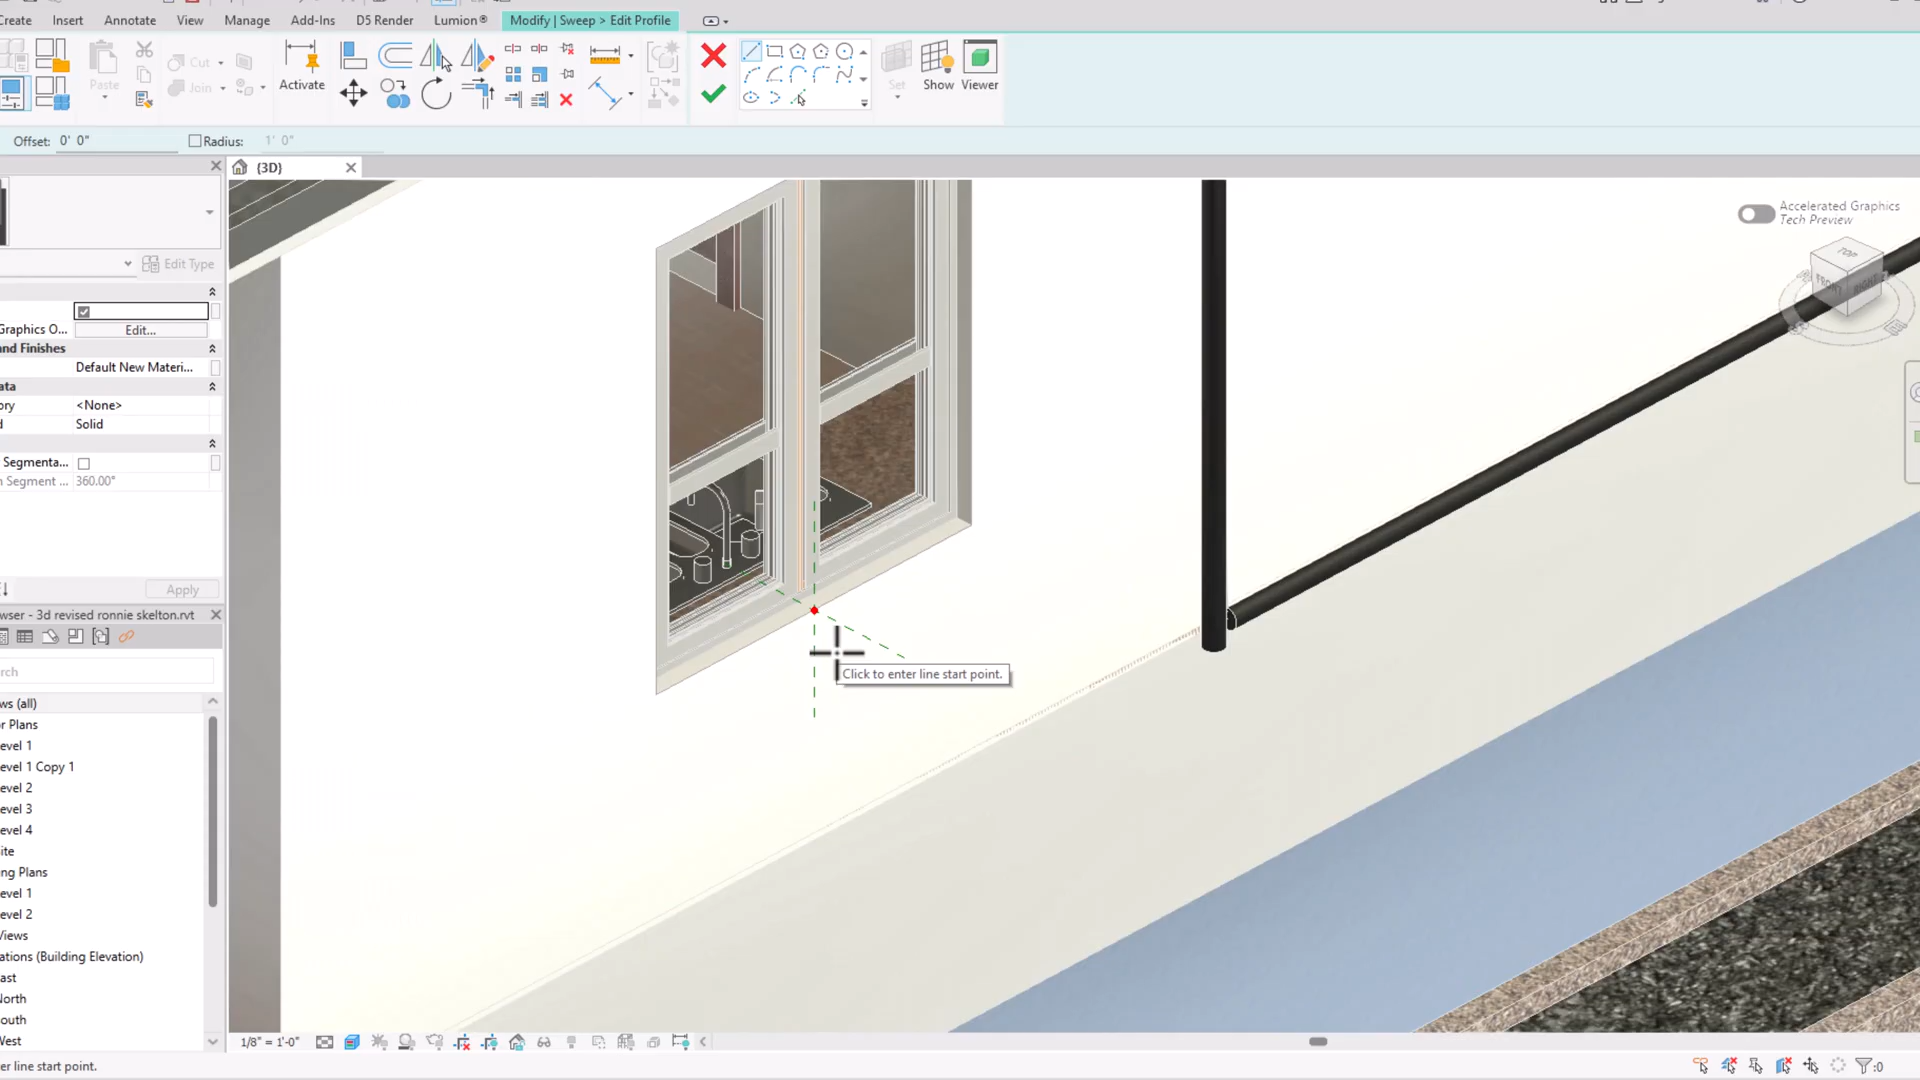 Create Insert Annotate View Manage Add-Ins D5 Render Lumion® Modify | Sweep > Edit Profile
Cut
Join
Paste
Activate
Set
Show
Viewer
Offset: 0' 0" Radius: 1' 0"
(3D)
Edit Type
Graphics O... Edit...
and Finishes
Default New Materi...
ata
ory <None>
d Solid
Segmenta...
n Segment ... 360.00°
Apply
wser - 3d revised ronnie skelton.rvt
rch
ws (all)
r Plans
evel 1
evel 1 Copy 1
evel 2
evel 3
evel 4
ite
ng Plans
evel 1
evel 2
Views
ations (Building Elevation)
ast
North
outh
West
Accelerated Graphics
Tech Preview
TOP
FRONT
RIGHT
Click to enter line start point.
1/8" = 1'-0"
er line start point.
:0